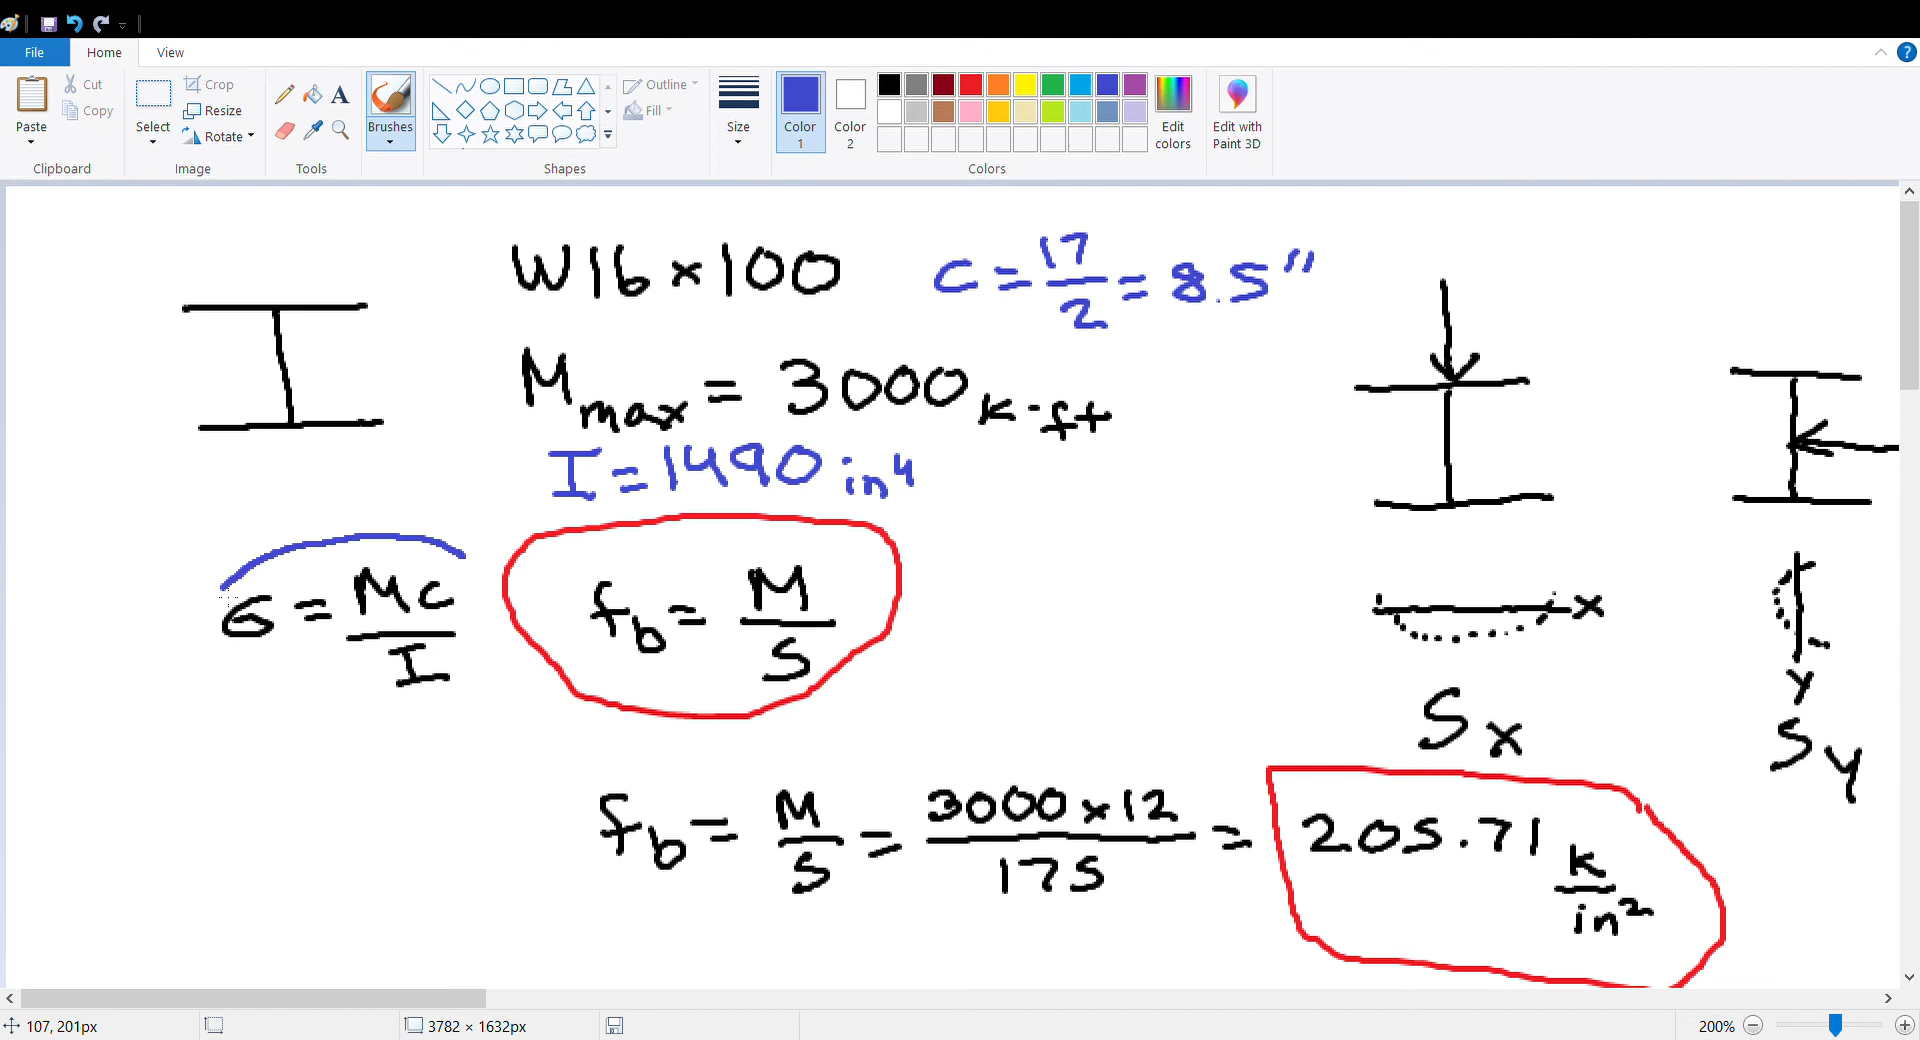 File Home View
Paste
Cut
Copy
Clipboard
Select
Crop
Resize
Rotate
Image
A
Tools
Brushes
Outline
Fill
Shapes
Size
Color 1
Color 2
Edit colors
Colors
Edit with Paint 3D
W16×100
C = 17/2 = 8.5"
Mmax = 3000 k-ft
I = 1490 in⁴
σ = Mc/I
fb = M/S
x
y
Sx
Sy
fb = M/S = 3000×12/175 = 205.71 k/in²
107, 201px
3782 × 1632px
200%